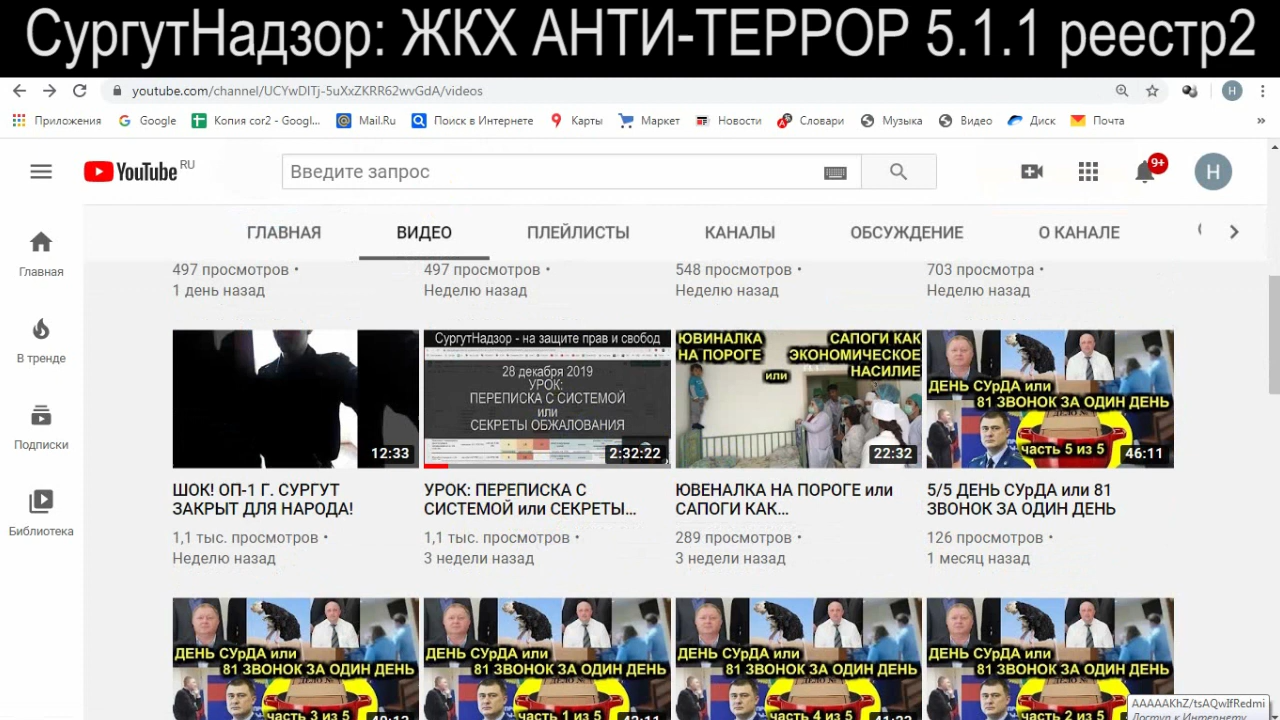 СургутНадзор: ЖКХ АНТИ-ТЕРРОР 5.1.1 реестр2
youtube.com/channel/UCYwDITj-5uXxZKRR62wvGdA/videos
Н
Приложения Google Копия cor2 - Googl... Mail.Ru Поиск в Интернете Карты Маркет Новости Словари Музыка Видео Диск Почта »
YouTube RU
Введите запрос
9+
Н
ГЛАВНАЯ ВИДЕО ПЛЕЙЛИСТЫ КАНАЛЫ ОБСУЖДЕНИЕ О КАНАЛЕ
Главная
В тренде
Подписки
Библиотека
497 просмотров •
1 день назад
497 просмотров •
Неделю назад
548 просмотров •
Неделю назад
703 просмотра •
Неделю назад
12:33
ШОК! ОП-1 Г. СУРГУТ
ЗАКРЫТ ДЛЯ НАРОДА!
1,1 тыс. просмотров •
Неделю назад
СургутНадзор - на защите прав и свобод
28 декабря 2019
УРОК:
ПЕРЕПИСКА С СИСТЕМОЙ
или
СЕКРЕТЫ ОБЖАЛОВАНИЯ
2:32:22
УРОК: ПЕРЕПИСКА С
СИСТЕМОЙ или СЕКРЕТЫ...
1,1 тыс. просмотров •
3 недели назад
ЮВИНАЛКА САПОГИ КАК
НА ПОРОГЕ ЭКОНОМИЧЕСКОЕ
или НАСИЛИЕ
22:32
ЮВЕНАЛКА НА ПОРОГЕ или
САПОГИ КАК...
289 просмотров •
3 недели назад
ДЕНЬ СУрДА или
81 ЗВОНОК ЗА ОДИН ДЕНЬ
часть 5 из 5
46:11
5/5 ДЕНЬ СУрДА или 81
ЗВОНОК ЗА ОДИН ДЕНЬ
126 просмотров •
1 месяц назад
ДЕНЬ СУрДА или
81 ЗВОНОК ЗА ОДИН ДЕНЬ
часть 3 из 5
ДЕНЬ СУрДА или
81 ЗВОНОК ЗА ОДИН ДЕНЬ
часть 1 из 5
ДЕНЬ СУрДА или
81 ЗВОНОК ЗА ОДИН ДЕНЬ
часть 4 из 5
ДЕНЬ СУрДА или
81 ЗВОНОК ЗА ОДИН ДЕНЬ
часть 2 из 5
AAAAAKhZ/tsAQwIfRedmi
Доступ к Интернету